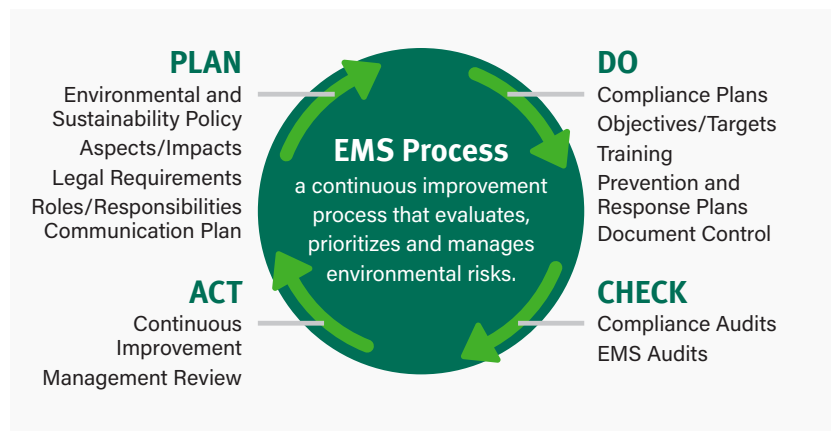 PLAN
Environmental and
Sustainability Policy
Aspects/Impacts
Legal Requirements
Roles/Responsibilities
Communication Plan
DO
Compliance Plans
Objectives/Targets
Training
Prevention and
Response Plans
Document Control
EMS Process
a continuous improvement
process that evaluates,
prioritizes and manages
environmental risks.
ACT
Continuous
Improvement
Management Review
CHECK
Compliance Audits
EMS Audits